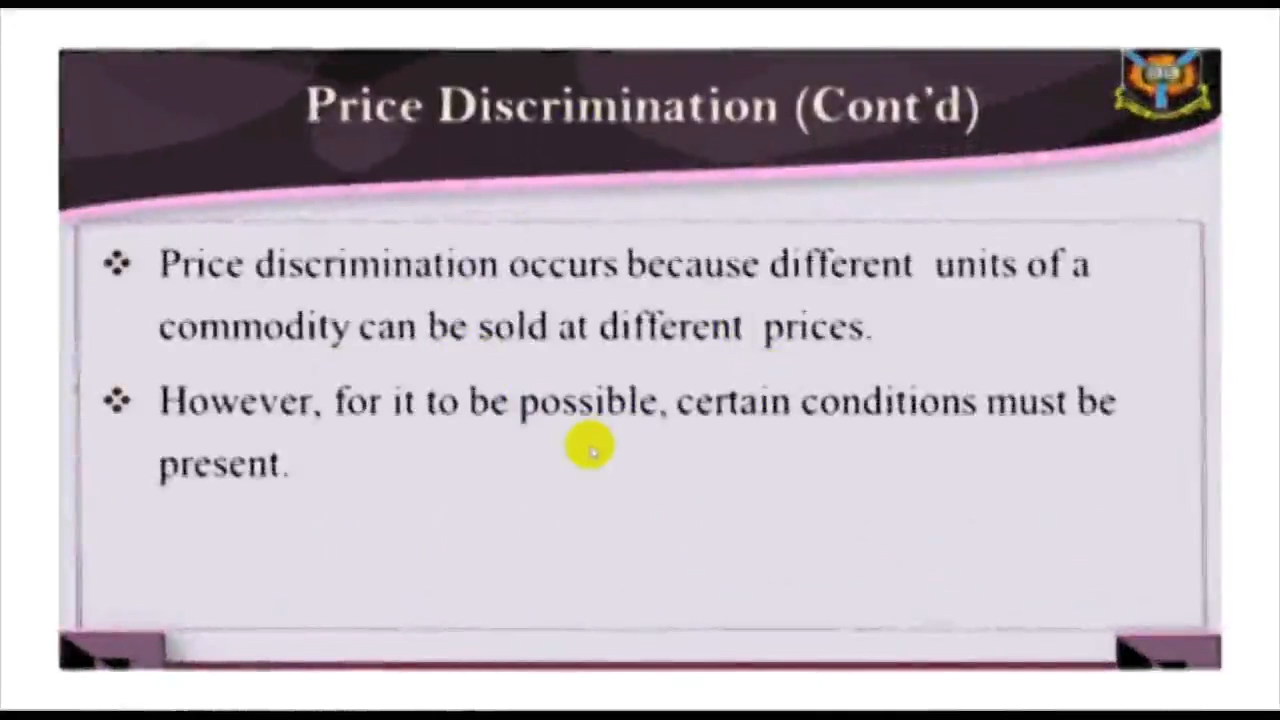 Price Discrimination (Cont'd)
❖ Price discrimination occurs because different units of a
commodity can be sold at different prices.
❖ However, for it to be possible, certain conditions must be
present.